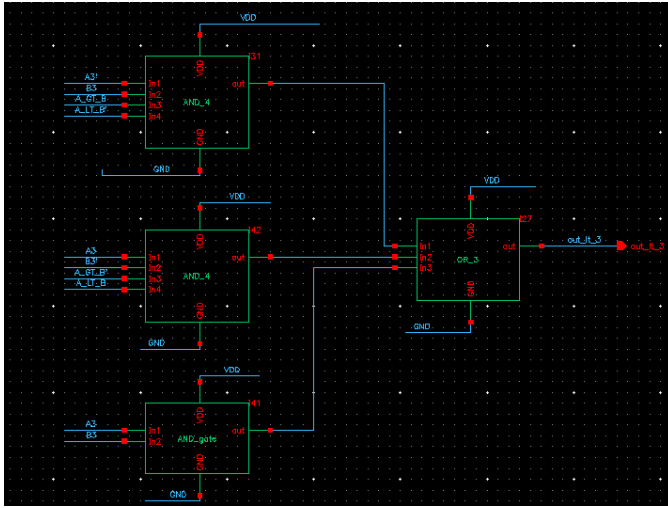 VDD
I31
VDD
A3'
In1
out
B3
In2
AND_4
A_GT_B
In3
A_LT_B'
In4
GND
GND
VDD
VDD
I42
VDD
I27
VDD
A3
In1
out
B3'
In2
A_GT_B'
In3
AND_4
A_LT_B
In4
GND
GND
In1
out
out_lt_3
out_lt_3
In2
OR_3
In3
GND
GND
VDD
I41
VDD
A3
In1
out
B3
In2
AND_gate
GND
GND